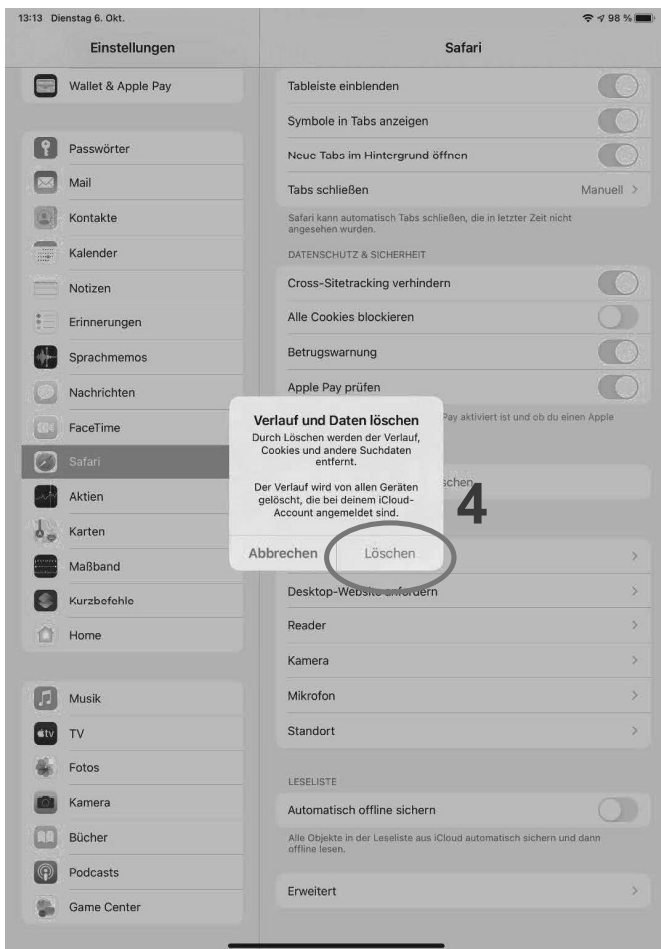 13:13 Dienstag 6. Okt.
98 %
Einstellungen
Safari
Wallet & Apple Pay
Passwörter
Mail
Kontakte
Kalender
Notizen
Erinnerungen
Sprachmemos
Nachrichten
FaceTime
Safari
Aktien
Karten
Maßband
Kurzbefehle
Home
Musik
tv
TV
Fotos
Kamera
Bücher
Podcasts
Game Center
Tableiste einblenden
Symbole in Tabs anzeigen
Neue Tabs im Hintergrund öffnen
Tabs schließen Manuell
Safari kann automatisch Tabs schließen, die in letzter Zeit nicht
angesehen wurden.
DATENSCHUTZ & SICHERHEIT
Cross-Sitetracking verhindern
Alle Cookies blockieren
Betrugswarnung
Apple Pay prüfen
Pay aktiviert ist und ob du einen Apple
schen
Verlauf und Daten löschen
Durch Löschen werden der Verlauf,
Cookies und andere Suchdaten
entfernt.
Der Verlauf wird von allen Geräten
gelöscht, die bei deinem iCloud-
Account angemeldet sind.
Abbrechen Löschen
4
Desktop-Website anfordern
Reader
Kamera
Mikrofon
Standort
LESELISTE
Automatisch offline sichern
Alle Objekte in der Leseliste aus iCloud automatisch sichern und dann
offline lesen.
Erweitert